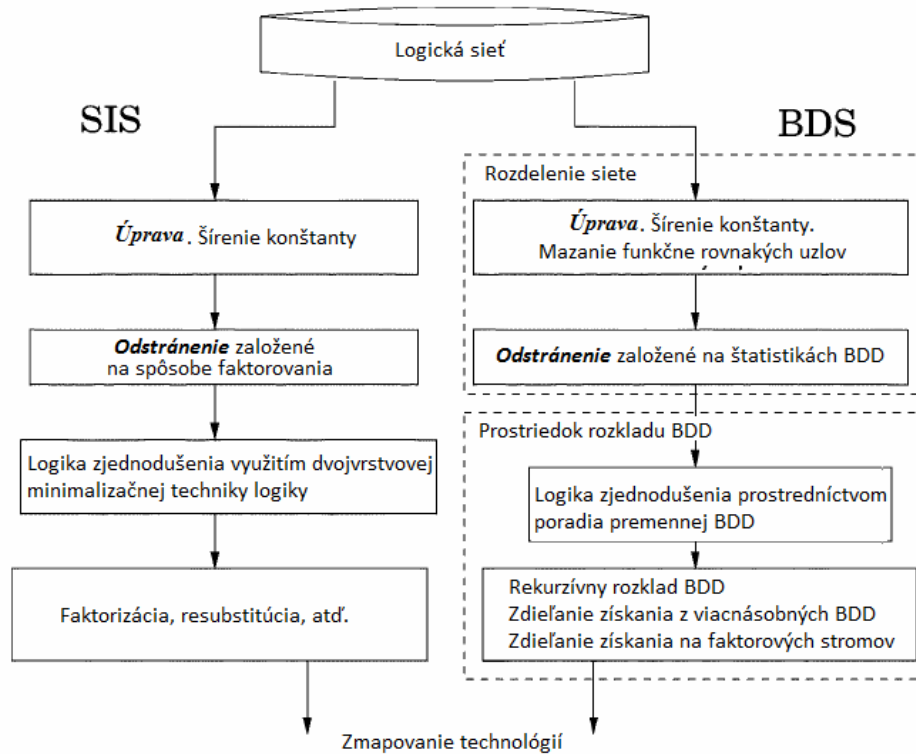 Logická sieť
SIS
Úprava. Šírenie konštanty
Odstránenie založené
na spôsobe faktorovania
Logika zjednodušenia využitím dvojvrstvovej
minimalizačnej techniky logiky
Faktorizácia, resubstitúcia, atď.
BDS
Rozdelenie siete
Úprava. Šírenie konštanty.
Mazanie funkčne rovnakých uzlov
Odstránenie založené na štatistikách BDD
Prostriedok rozkladu BDD
Logika zjednodušenia prostredníctvom
poradia premennej BDD
Rekurzívny rozklad BDD
Zdieľanie získania z viacnásobných BDD
Zdieľanie získania na faktorových stromov
Zmapovanie technológií